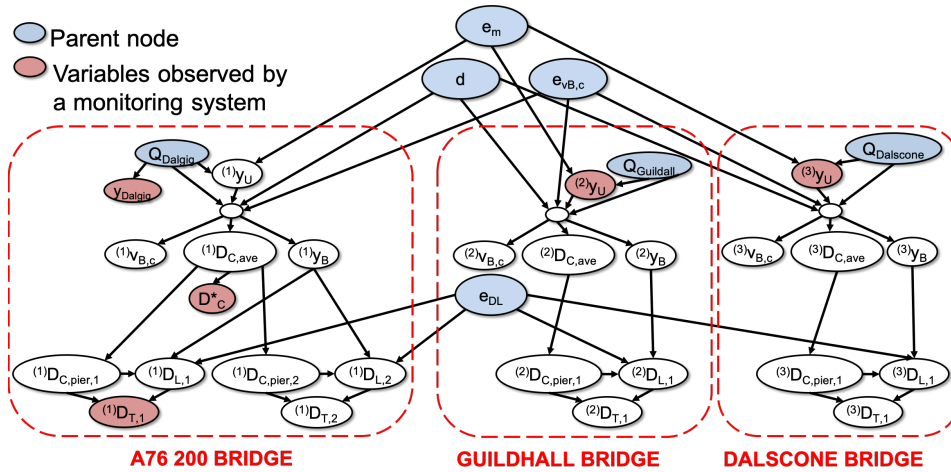 Parent node
Variables observed by
a monitoring system
e_m
d
e_vB,c
Q_Dalgig
y_Dalgig
(1)y_U
(1)v_B,c
(1)D_C,ave
(1)y_B
D*_C
(1)D_C,pier,1
(1)D_L,1
(1)D_C,pier,2
(1)D_L,2
(1)D_T,1
(1)D_T,2
A76 200 BRIDGE
Q_Guildall
(2)y_U
(2)v_B,c
(2)D_C,ave
(2)y_B
e_DL
(2)D_C,pier,1
(2)D_L,1
(2)D_T,1
GUILDHALL BRIDGE
Q_Dalscone
(3)y_U
(3)v_B,c
(3)D_C,ave
(3)y_B
(3)D_C,pier,1
(3)D_L,1
(3)D_T,1
DALSCONE BRIDGE